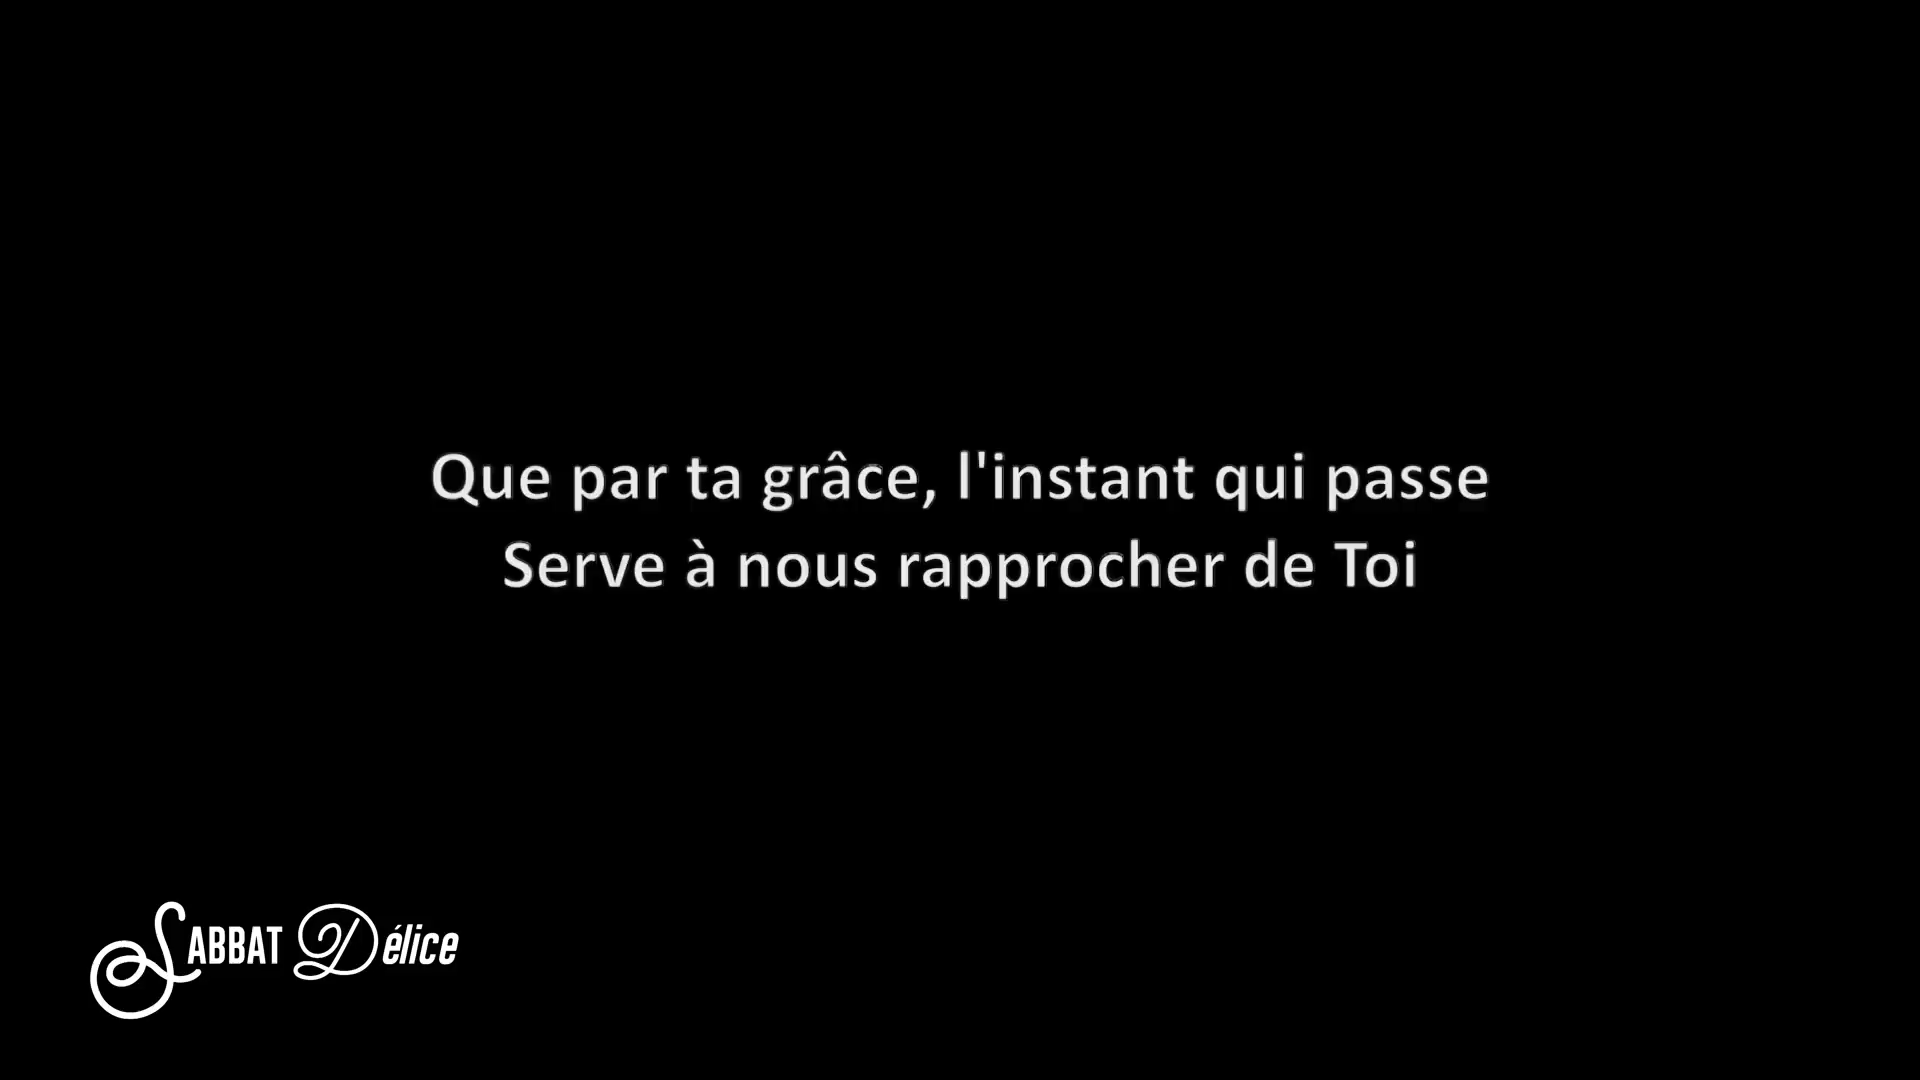 Que par ta grâce, l'instant qui passe
Serve à nous rapprocher de Toi
SABBAT Délice